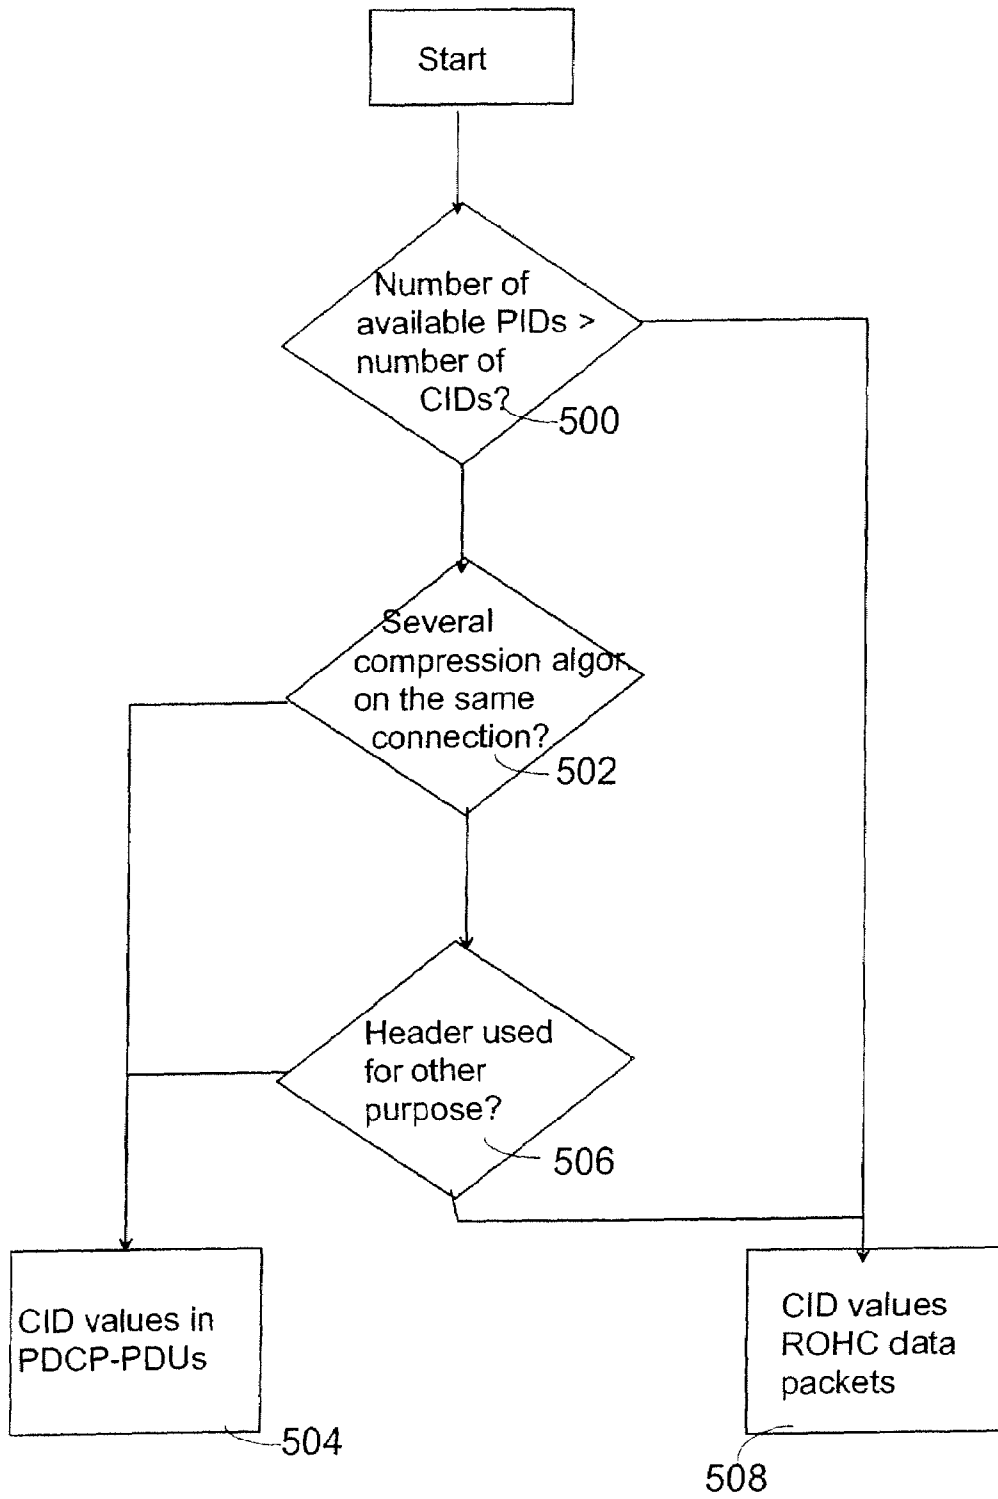 Start
Number of
available PIDs >
number of
CIDs?
500
Several
compression algor.
on the same
connection?
502
Header used
for other
purpose?
506
CID values in
PDCP-PDUs
504
CID values
ROHC data
packets
508